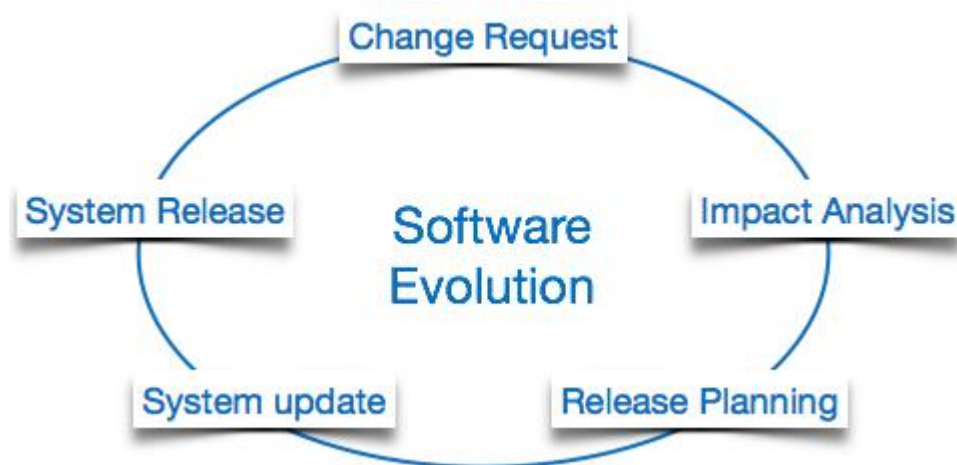 Change Request
System Release
Software
Evolution
Impact Analysis
System update
Release Planning